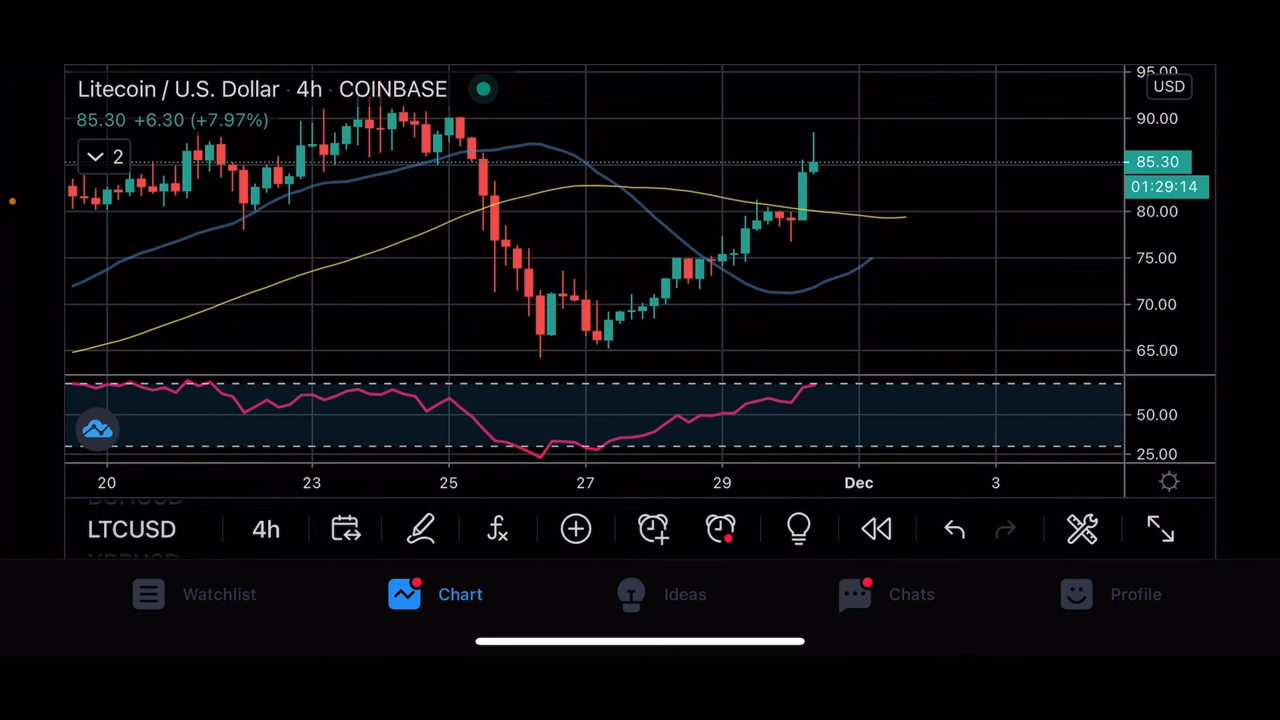 Litecoin / U.S. Dollar · 4h · COINBASE
85.30 +6.30 (+7.97%)
2
95.00
USD
90.00
85.30
01:29:14
80.00
75.00
70.00
65.00
50.00
25.00
20 23 25 27 29 Dec 3
LTCUSD 4h
Watchlist Chart Ideas Chats Profile